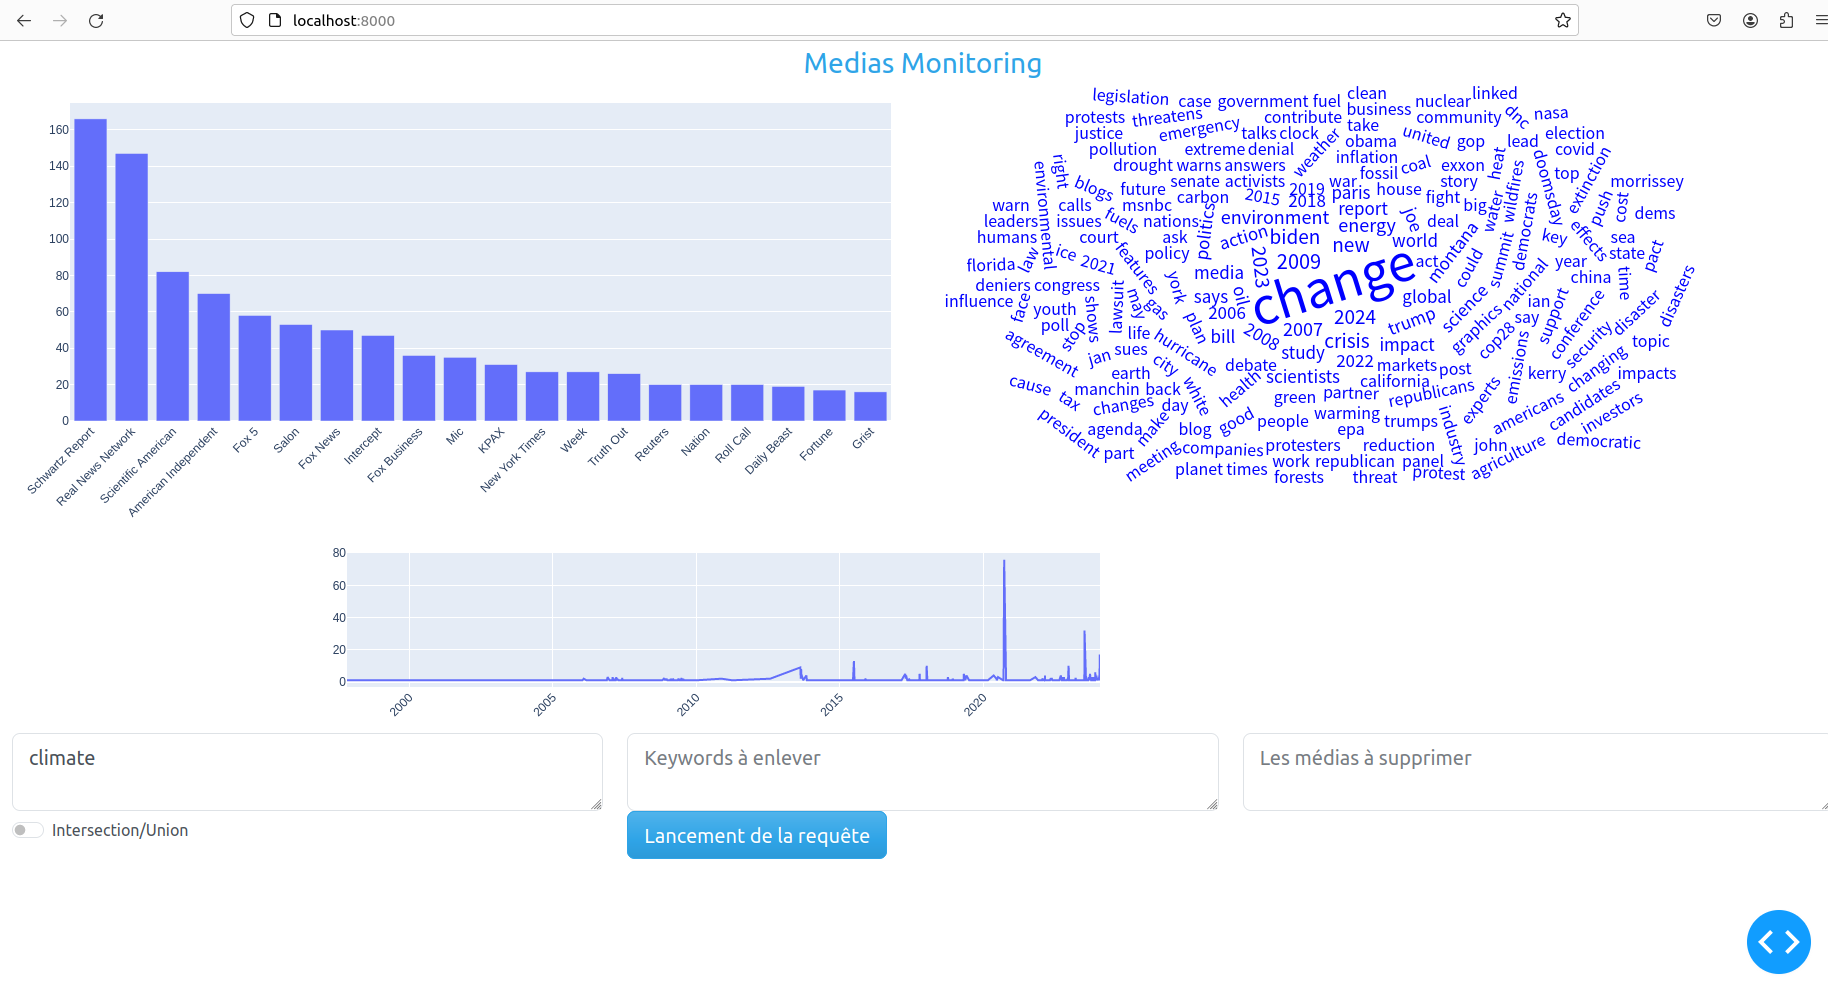 localhost:8000
Medias Monitoring
160
140
120
100
80
60
40
20
0
Schwartz Report
Real News Network
Scientific American
American Independent
Fox 5
Salon
Fox News
Intercept
Fox Business
Mic
KPAX
New York Times
Week
Truth Out
Reuters
Nation
Roll Call
Daily Beast
Fortune
Grist
legislation
case
government
fuel
clean
business
nuclear
linked
dnc
nasa
protests
threatens
emergency
contribute
community
justice
talks
clock
take
obama
united
gop
lead
election
covid
pollution
extreme
denial
weather
inflation
coal
exxon
heat
doomsday
top
extinction
right
drought
warns
answers
fossil
environmental
blogs
future
senate
activists
2019
war
paris
house
story
fight
big
water
wildfires
push
cost
morrissey
dems
warn
calls
msnbc
carbon
2015
2018
report
joe
deal
democrats
leaders
issues
fuels
nations
politics
environment
energy
humans
court
ask
action
biden
new
world
montana
could
summit
key
effects
sea
state
pact
florida
law
ice
2021
features
policy
2023
2009
act
year
china
time
deniers
congress
media
change
national
influence
face
youth
shows
lawsuit
may
gas
york
says
oil
global
science
graphics
ian
support
conference
disaster
disasters
poll
stop
plan
2006
2007
2024
trump
say
agreement
jan
sues
life
hurricane
bill
2008
study
crisis
impact
cop28
emissions
security
topic
earth
city
debate
2022
markets
post
kerry
changing
impacts
cause
tax
manchin
back
white
health
scientists
california
republicans
experts
candidates
changes
day
green
partner
americans
investors
president
agenda
make
blog
good
people
warming
trumps
epa
industry
part
meeting
companies
protesters
reduction
john
agriculture
democratic
planet
times
work
republican
panel
forests
threat
protest
80
60
40
20
0
2000
2005
2010
2015
2020
climate
Keywords à enlever
Les médias à supprimer
Intersection/Union
Lancement de la requête